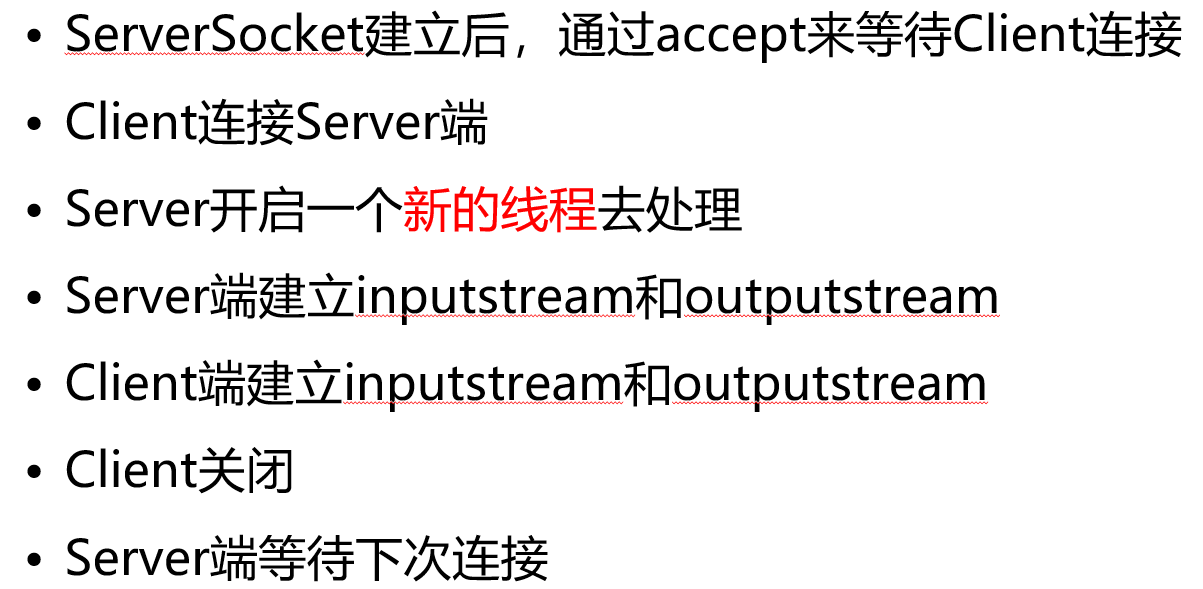 • ServerSocket建立后，通过accept来等待Client连接
• Client连接Server端
• Server开启一个新的线程去处理
• Server端建立inputstream和outputstream
• Client端建立inputstream和outputstream
• Client关闭
• Server端等待下次连接